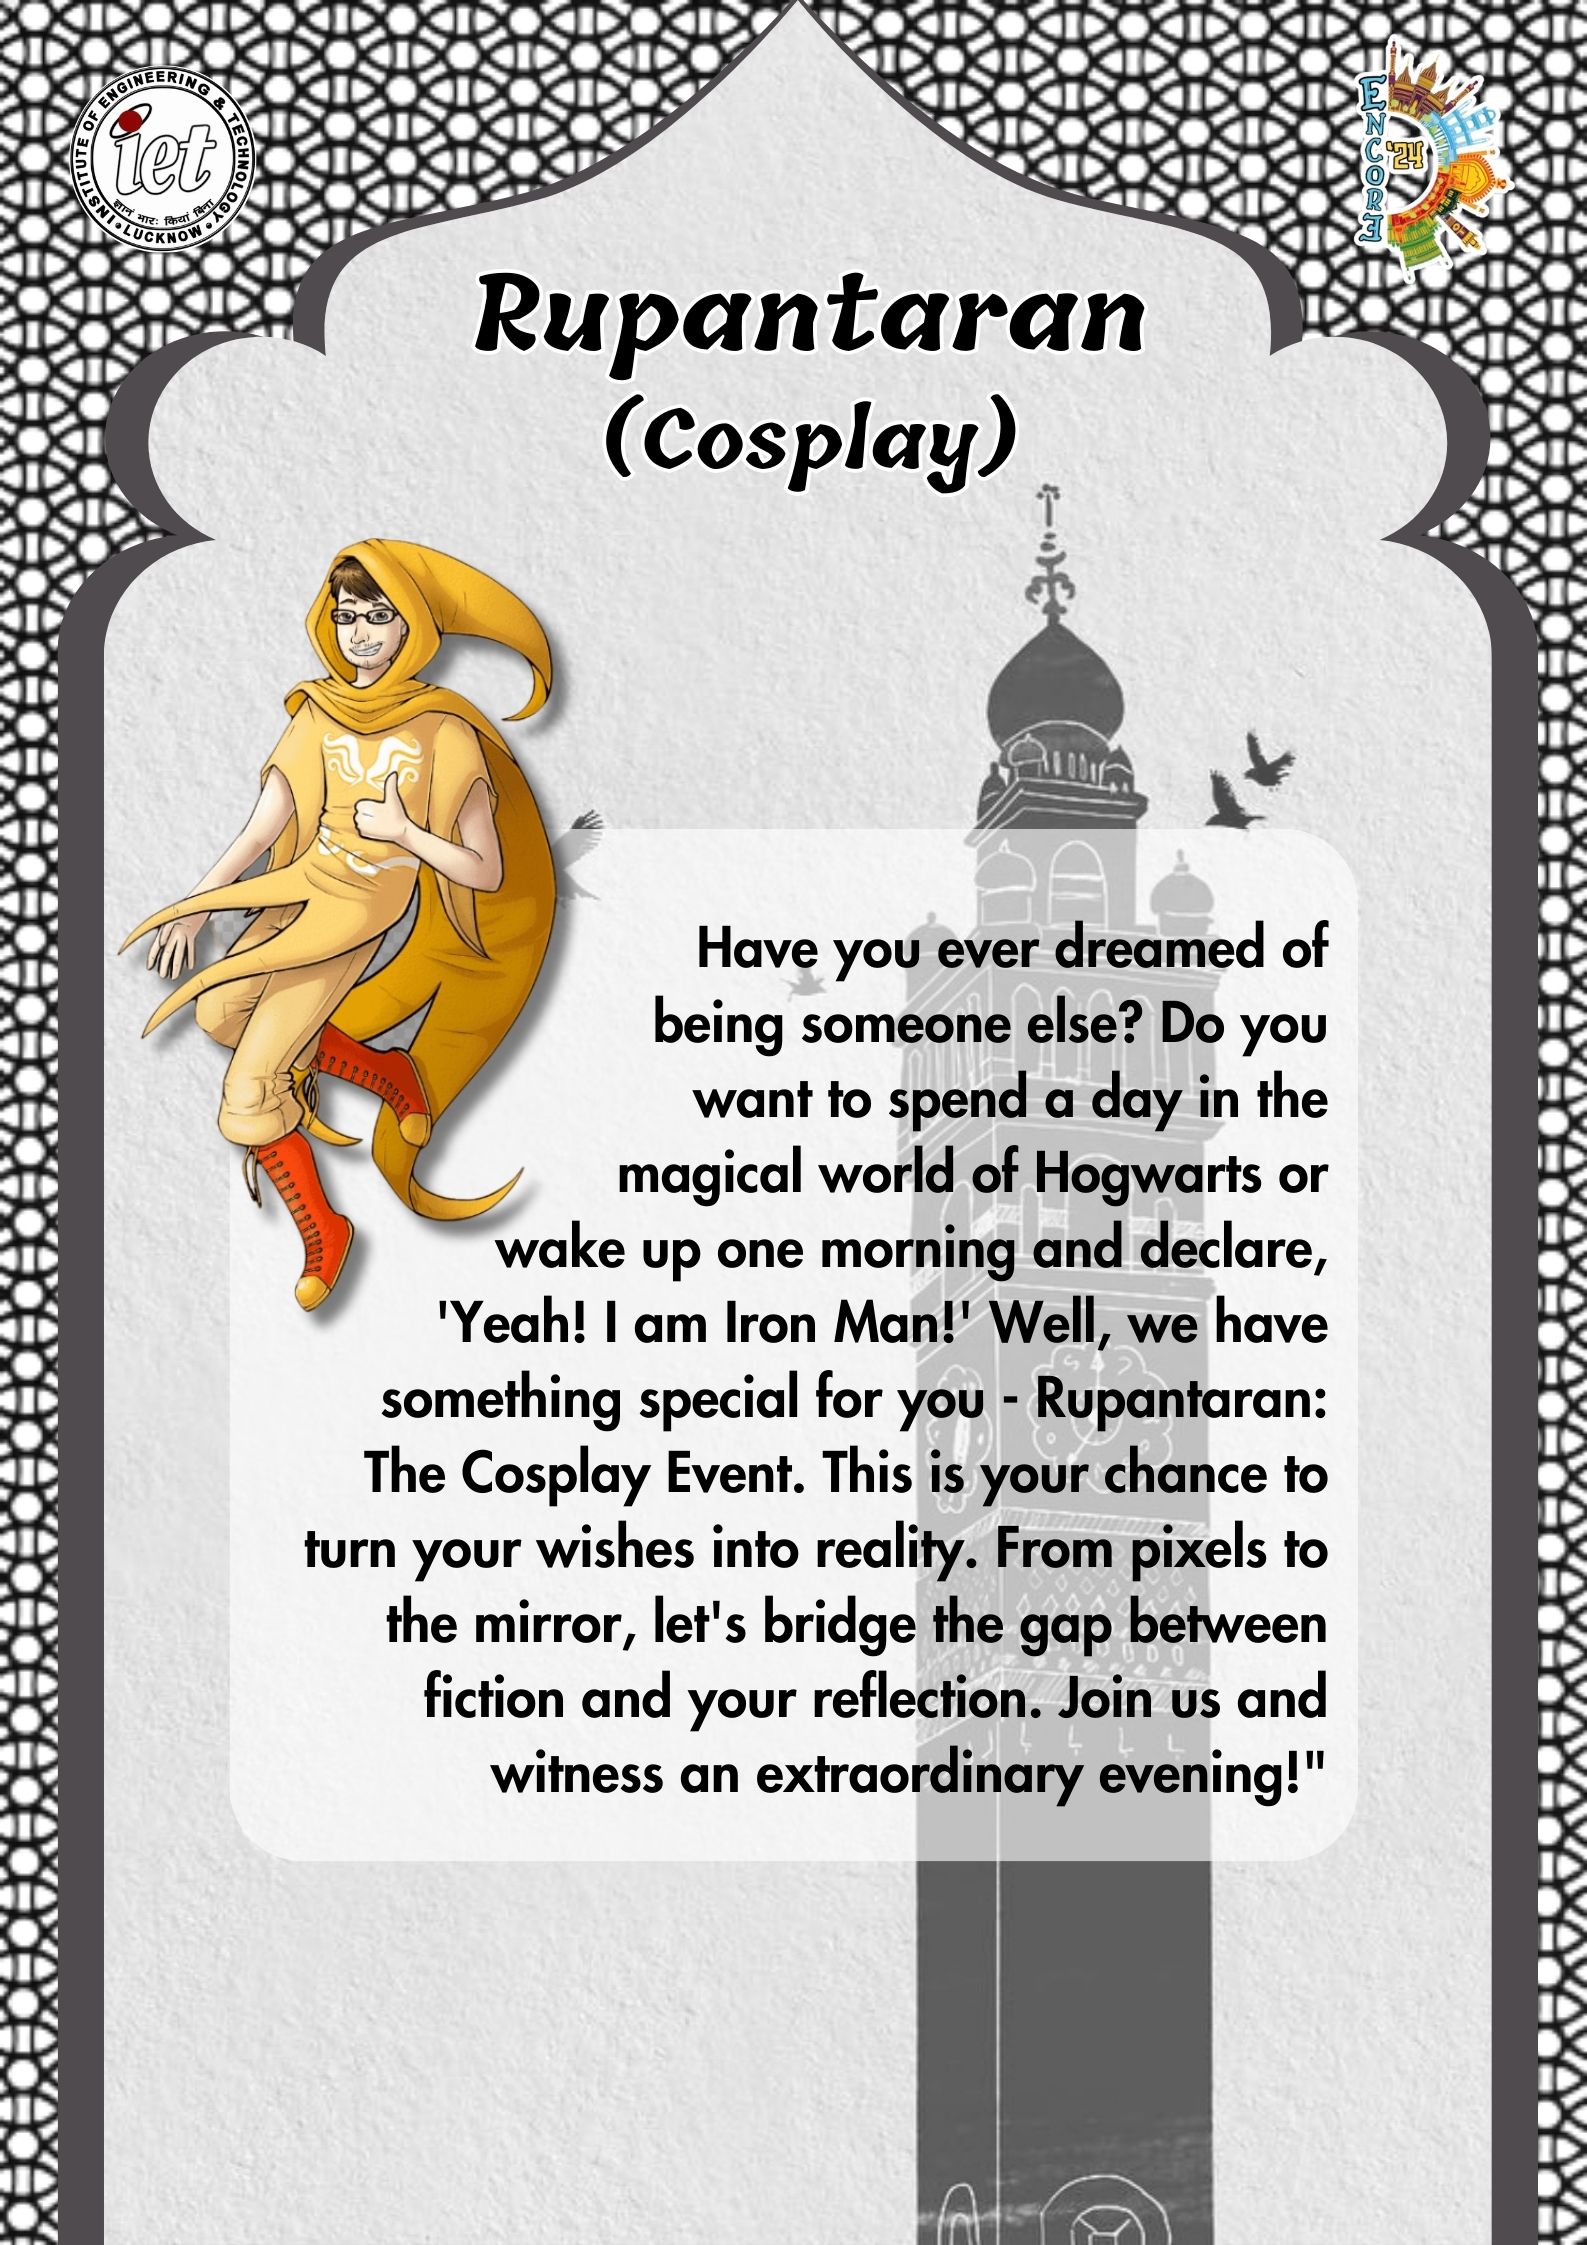 INSTITUTE OF ENGINEERING & TECHNOLOGY
iet
ज्ञानं भारः क्रियां बिना
• LUCKNOW •
ENCORE
'24
Rupantaran
(Cosplay)
Have you ever dreamed of
being someone else? Do you
want to spend a day in the
magical world of Hogwarts or
wake up one morning and declare,
'Yeah! I am Iron Man!' Well, we have
something special for you - Rupantaran:
The Cosplay Event. This is your chance to
turn your wishes into reality. From pixels to
the mirror, let's bridge the gap between
fiction and your reflection. Join us and
witness an extraordinary evening!"